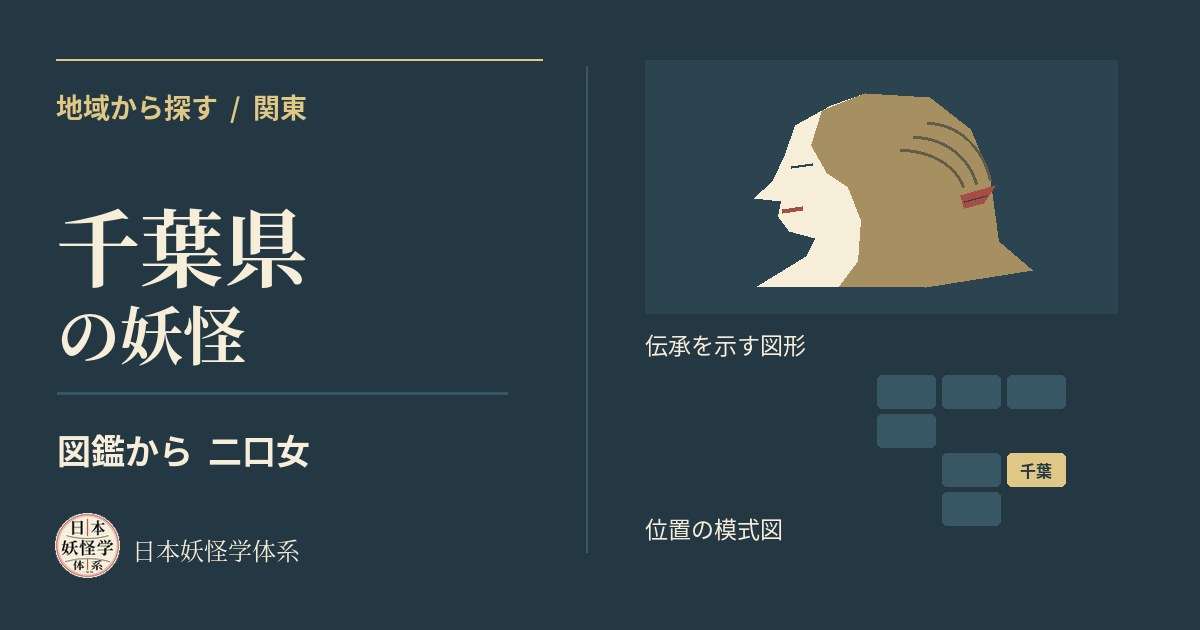 地域から探す / 関東
千葉県
の妖怪
図鑑から 二口女
日本
妖怪学
体系
日本妖怪学体系
伝承を示す図形
千葉
位置の模式図